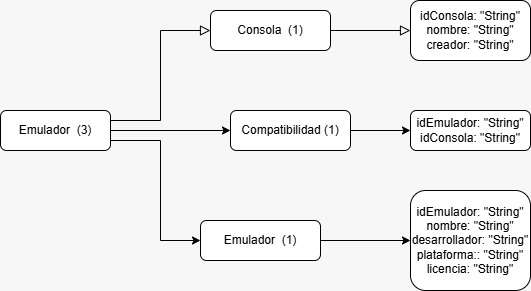 Consola (1)
idConsola: "String"
nombre: "String"
creador: "String"
Emulador (3)
Compatibilidad (1)
idEmulador: "String"
idConsola: "String"
Emulador (1)
idEmulador: "String"
nombre: "String"
desarrollador: "String"
plataforma:: "String"
licencia: "String"